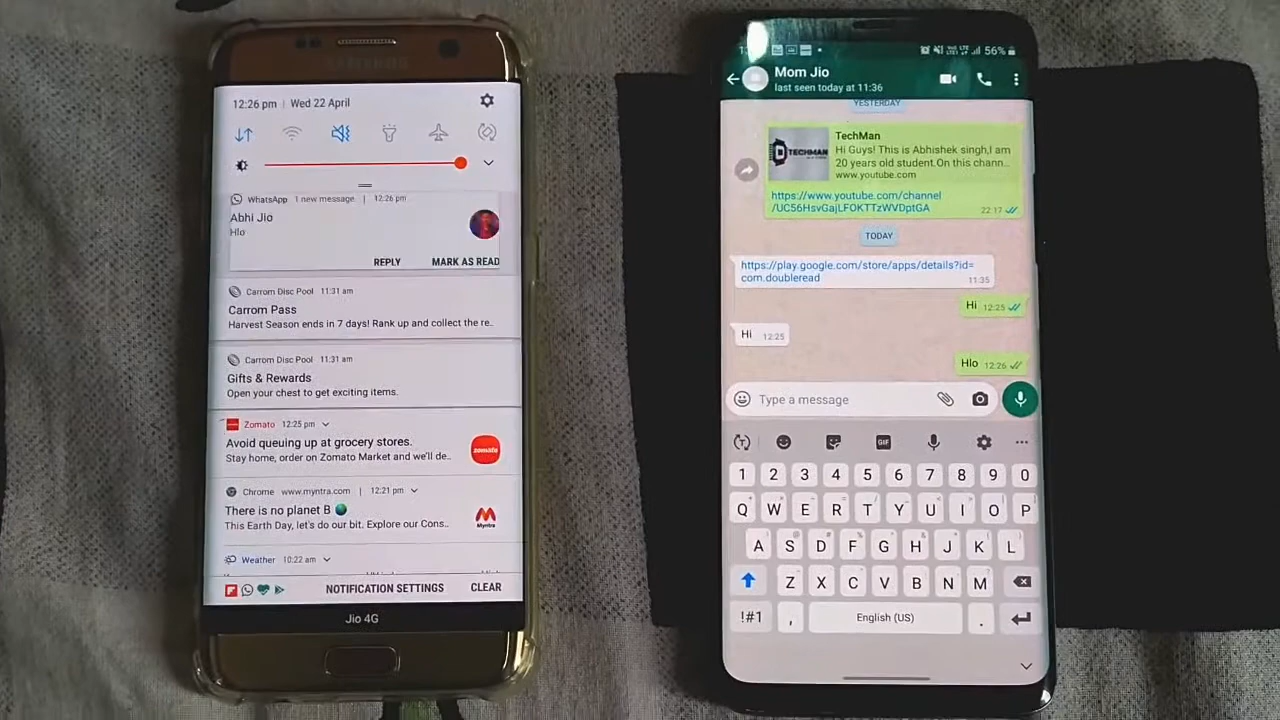 SAMSUNG
12:26 pm | Wed 22 April
WhatsApp 1 new message | 12:26 pm
Abhi Jio
Hlo
REPLY MARK AS READ
Carrom Disc Pool 11:31 am
Carrom Pass
Harvest Season ends in 7 days! Rank up and collect the re..
Carrom Disc Pool 11:31 am
Gifts & Rewards
Open your chest to get exciting items.
Zomato 12:25 pm
Avoid queuing up at grocery stores.
Stay home, order on Zomato Market and we'll de..
zomato
Chrome www.myntra.com | 12:21 pm
There is no planet B
This Earth Day, let's do our bit. Explore our Cons..
Myntra
Weather 10:22 am
NOTIFICATION SETTINGS CLEAR
Jio 4G
56%
Mom Jio
last seen today at 11:36
YESTERDAY
TECHMAN
TechMan
Hi Guys! This is Abhishek singh,I am
20 years old student.On this chann..
www.youtube.com
https://www.youtube.com/channel
/UC56HsvGajLFOKTTzWVDptGA
22:17
TODAY
https://play.google.com/store/apps/details?id=
com.doubleread
11:35
Hi 12:25
Hi 12:25
Hlo 12:26
Type a message
GIF
1 2 3 4 5 6 7 8 9 0
Q W E R T Y U I O P
A S D F G H J K L
Z X C V B N M
!#1 , English (US) .